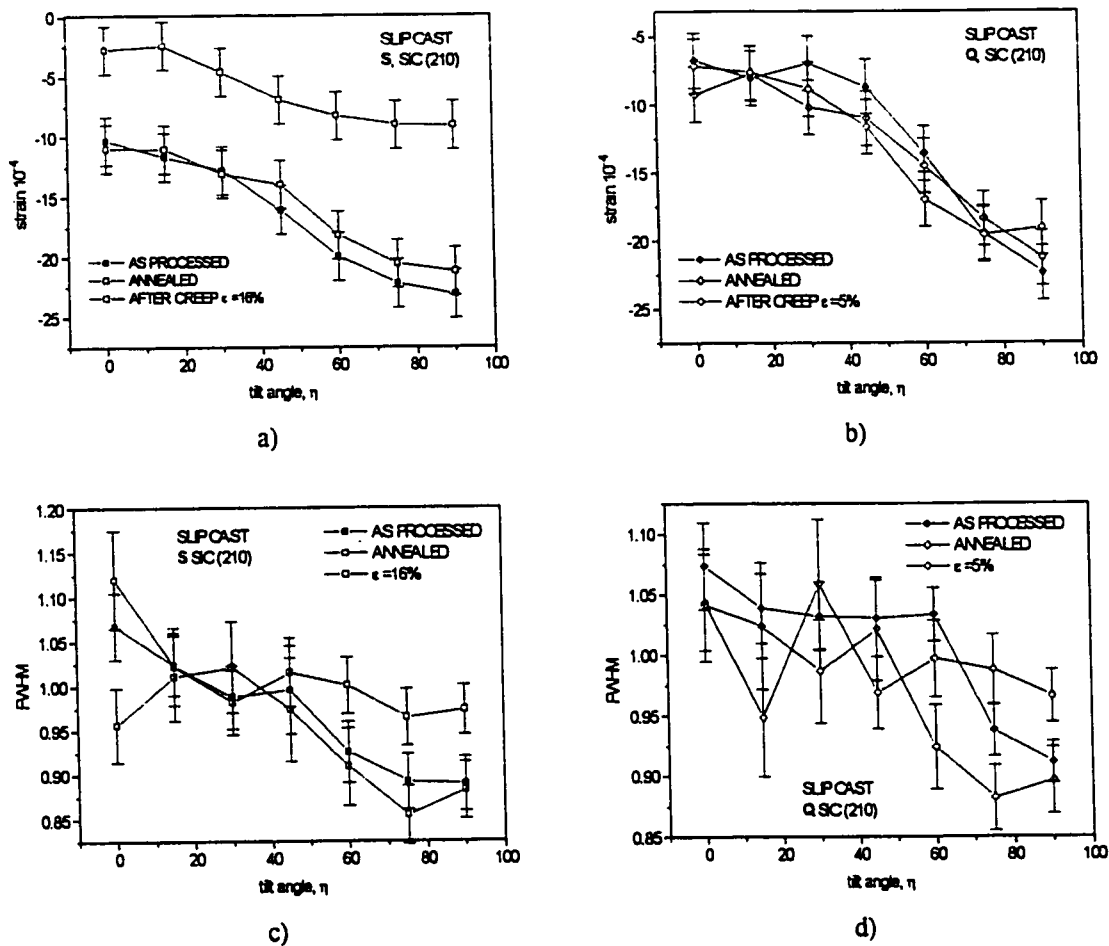 SLIP CAST
S, SiC (210)
0
-5
-10
-15
-20
-25
strain 10⁻⁴
AS PROCESSED
ANNEALED
AFTER CREEP ε =16%
0 20 40 60 80 100
tilt angle, η
a)
SLIP CAST
Q, SiC (210)
-5
-10
-15
-20
-25
strain 10⁻⁴
AS PROCESSED
ANNEALED
AFTER CREEP ε =5%
0 20 40 60 80 100
tilt angle, η
b)
1.20
1.15
1.10
1.05
1.00
0.95
0.90
0.85
FWHM
SLIP CAST
S SiC (210)
AS PROCESSED
ANNEALED
ε =16%
0 20 40 60 80 100
tilt angle, η
c)
1.10
1.05
1.00
0.95
0.90
0.85
FWHM
AS PROCESSED
ANNEALED
ε =5%
SLIP CAST
Q SiC (210)
0 20 40 60 80 100
tilt angle, η
d)